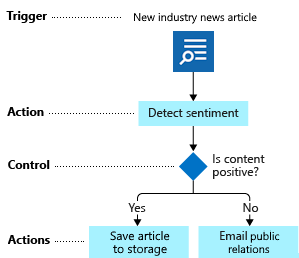 Trigger New industry news article
Action Detect sentiment
Control Is content
positive?
Yes No
Actions Save article Email public
to storage relations